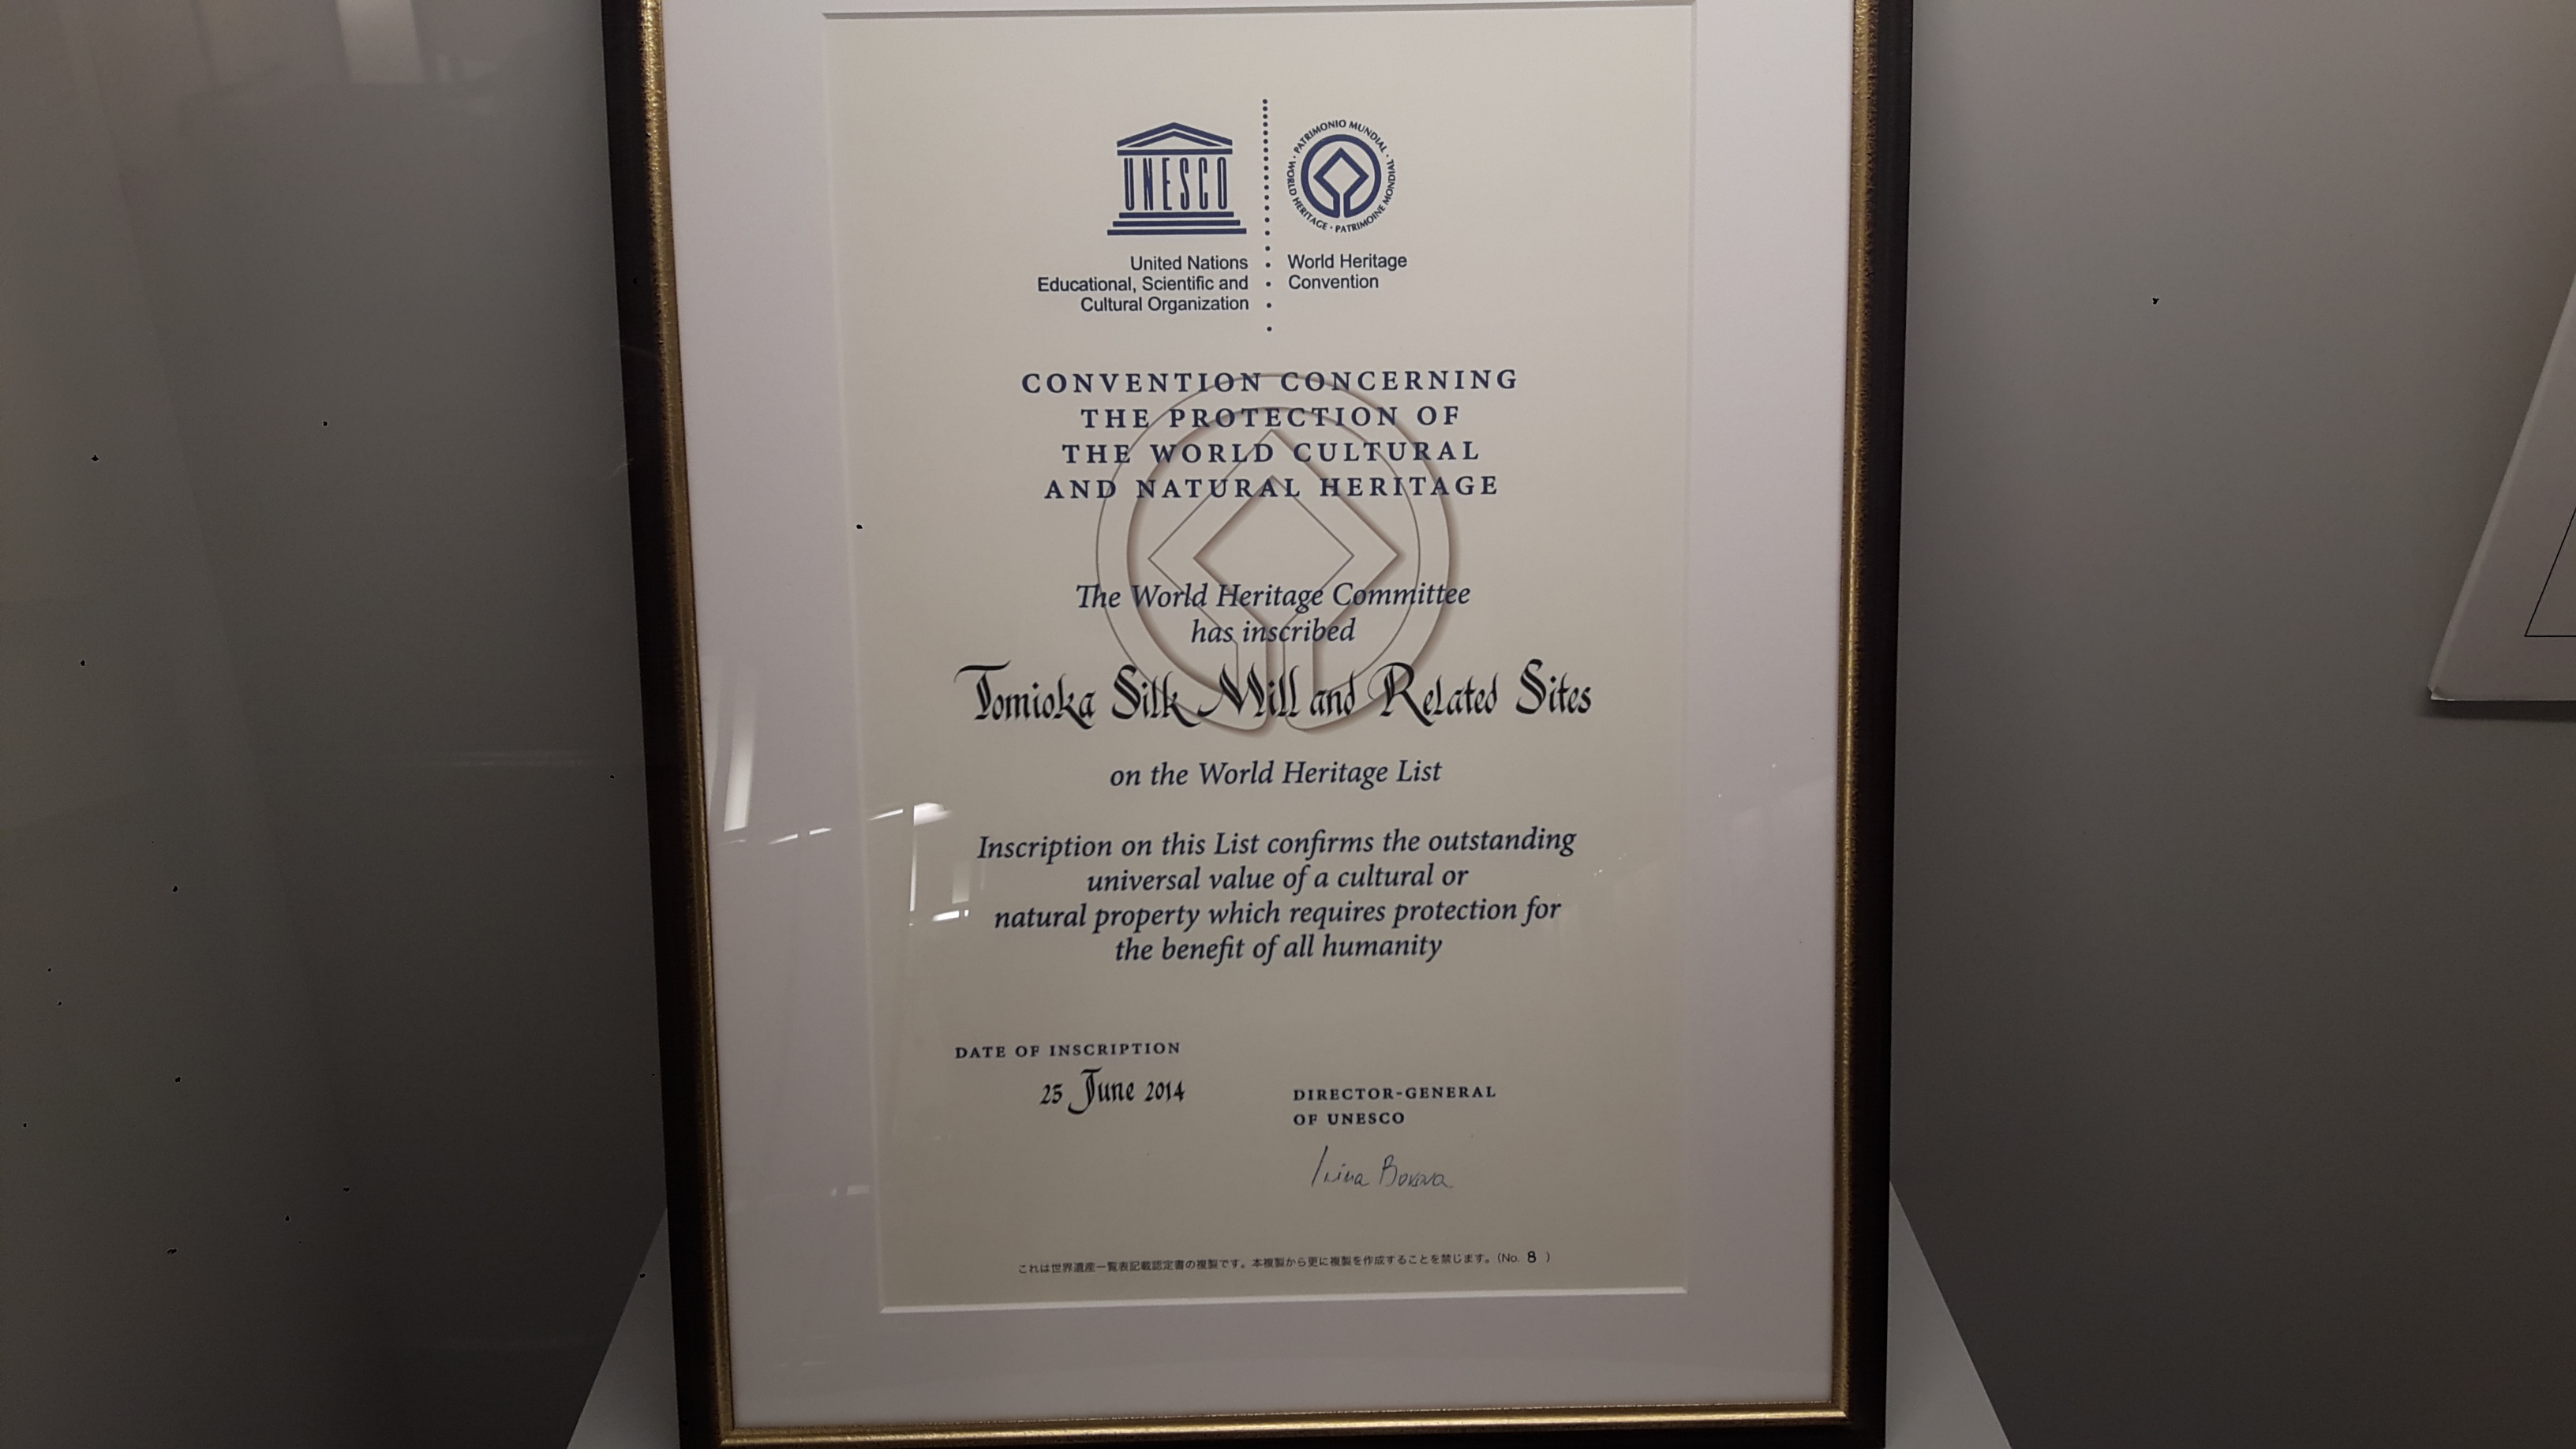 UNESCO
PATRIMONIO MUNDIAL · WORLD HERITAGE · PATRIMOINE MONDIAL ·
United Nations
Educational, Scientific and
Cultural Organization
World Heritage
Convention
CONVENTION CONCERNING
THE PROTECTION OF
THE WORLD CULTURAL
AND NATURAL HERITAGE
The World Heritage Committee
has inscribed
Tomioka Silk Mill and Related Sites
on the World Heritage List
Inscription on this List confirms the outstanding
universal value of a cultural or
natural property which requires protection for
the benefit of all humanity
DATE OF INSCRIPTION
25 June 2014
DIRECTOR-GENERAL
OF UNESCO
Irina Bokova
これは世界遺産一覧表記載認定書の複製です。本複製から更に複製を作成することを禁じます。(No. 8 )